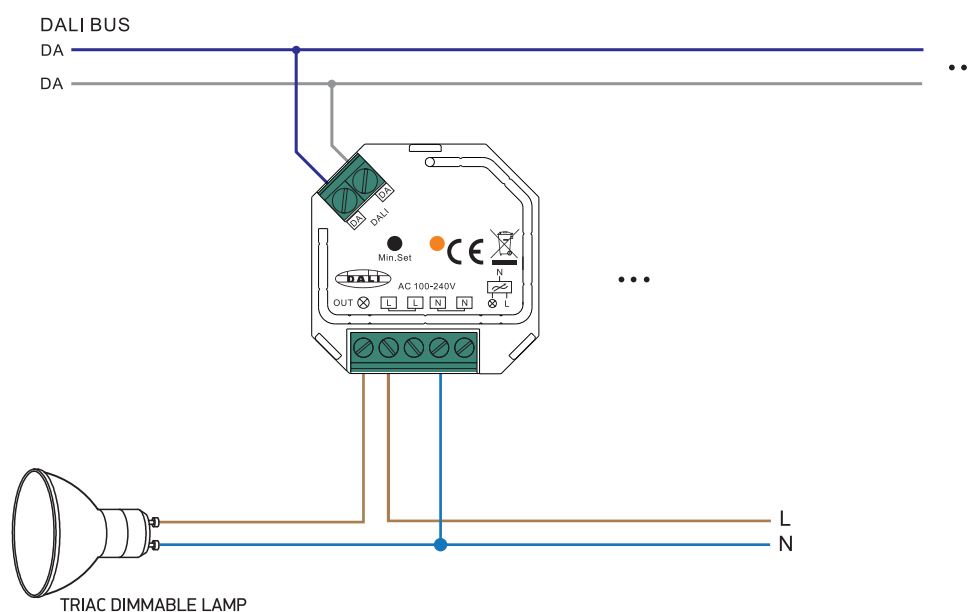 DALI BUS
DA
DA
DA
DA
DALI
Min.Set
CE
DALI
AC 100-240V
N
OUT L L N N L
L
N
TRIAC DIMMABLE LAMP